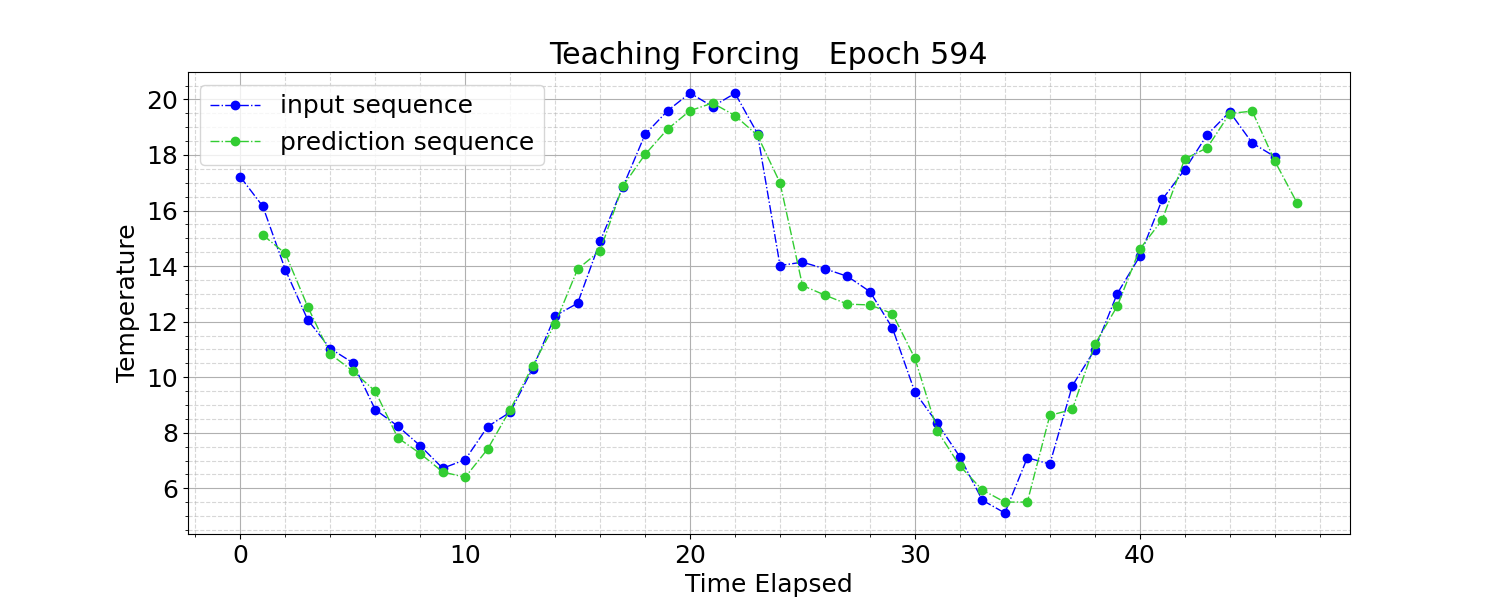 Teaching Forcing   Epoch 594
input sequence
prediction sequence
Temperature
20
18
16
14
12
10
8
6
0 10 20 30 40
Time Elapsed